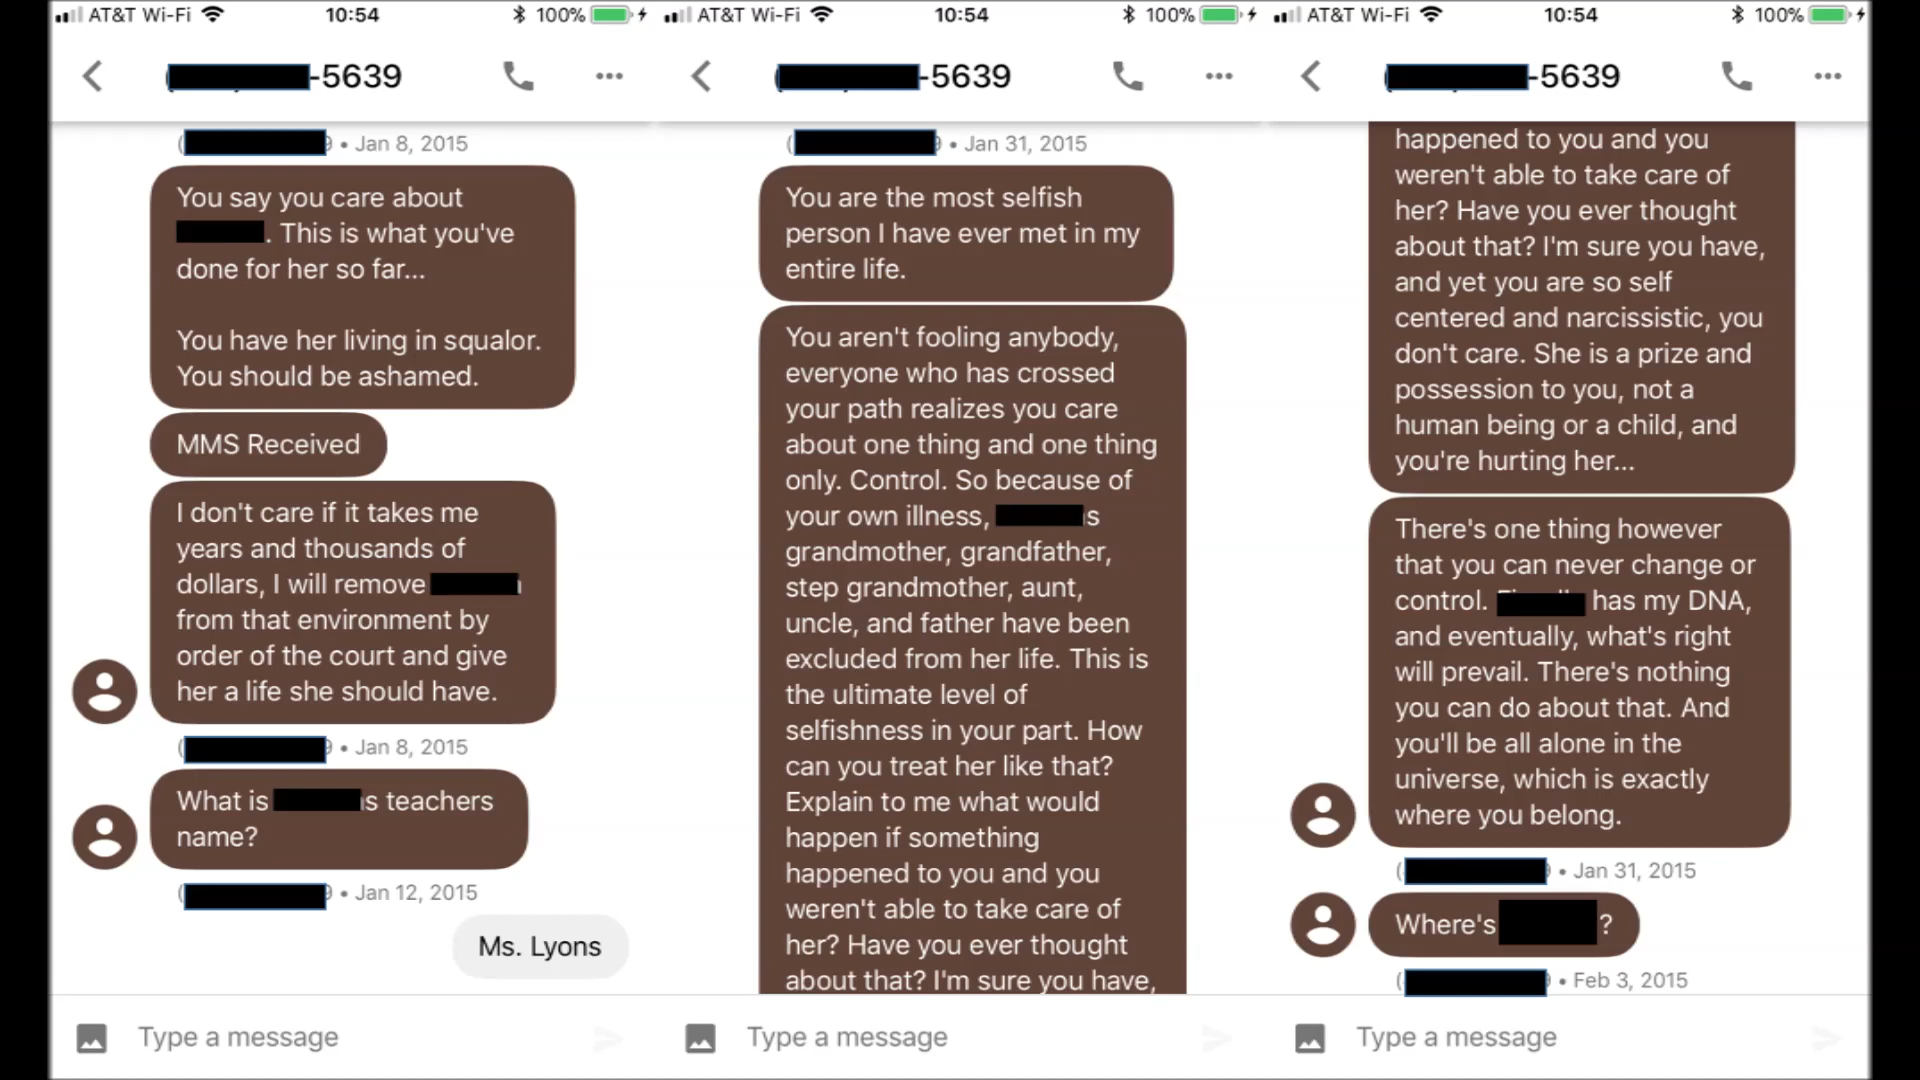 AT&T Wi-Fi 10:54 100%
-5639
• Jan 8, 2015
You say you care about
. This is what you've
done for her so far...
You have her living in squalor.
You should be ashamed.
MMS Received
I don't care if it takes me
years and thousands of
dollars, I will remove
from that environment by
order of the court and give
her a life she should have.
• Jan 8, 2015
What is s teachers
name?
• Jan 12, 2015
Ms. Lyons
Type a message
AT&T Wi-Fi 10:54 100%
-5639
• Jan 31, 2015
You are the most selfish
person I have ever met in my
entire life.
You aren't fooling anybody,
everyone who has crossed
your path realizes you care
about one thing and one thing
only. Control. So because of
your own illness, s
grandmother, grandfather,
step grandmother, aunt,
uncle, and father have been
excluded from her life. This is
the ultimate level of
selfishness in your part. How
can you treat her like that?
Explain to me what would
happen if something
happened to you and you
weren't able to take care of
her? Have you ever thought
about that? I'm sure you have,
Type a message
AT&T Wi-Fi 10:54 100%
-5639
happened to you and you
weren't able to take care of
her? Have you ever thought
about that? I'm sure you have,
and yet you are so self
centered and narcissistic, you
don't care. She is a prize and
possession to you, not a
human being or a child, and
you're hurting her...
There's one thing however
that you can never change or
control. has my DNA,
and eventually, what's right
will prevail. There's nothing
you can do about that. And
you'll be all alone in the
universe, which is exactly
where you belong.
• Jan 31, 2015
Where's ?
• Feb 3, 2015
Type a message